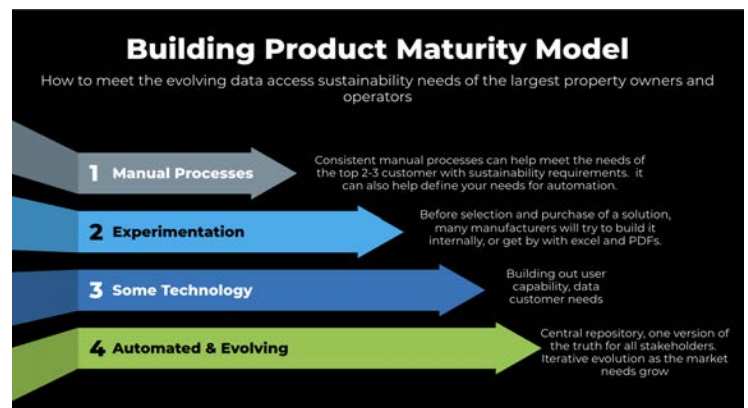 Building Product Maturity Model
How to meet the evolving data access sustainability needs of the largest property owners and
operators
1 Manual Processes
Consistent manual processes can help meet the needs of
the top 2-3 customer with sustainability requirements. it
can also help define your needs for automation.
2 Experimentation
Before selection and purchase of a solution,
many manufacturers will try to build it
internally, or get by with excel and PDFs.
3 Some Technology
Building out user
capability, data
customer needs
4 Automated & Evolving
Central repository, one version of
the truth for all stakeholders.
Iterative evolution as the market
needs grow